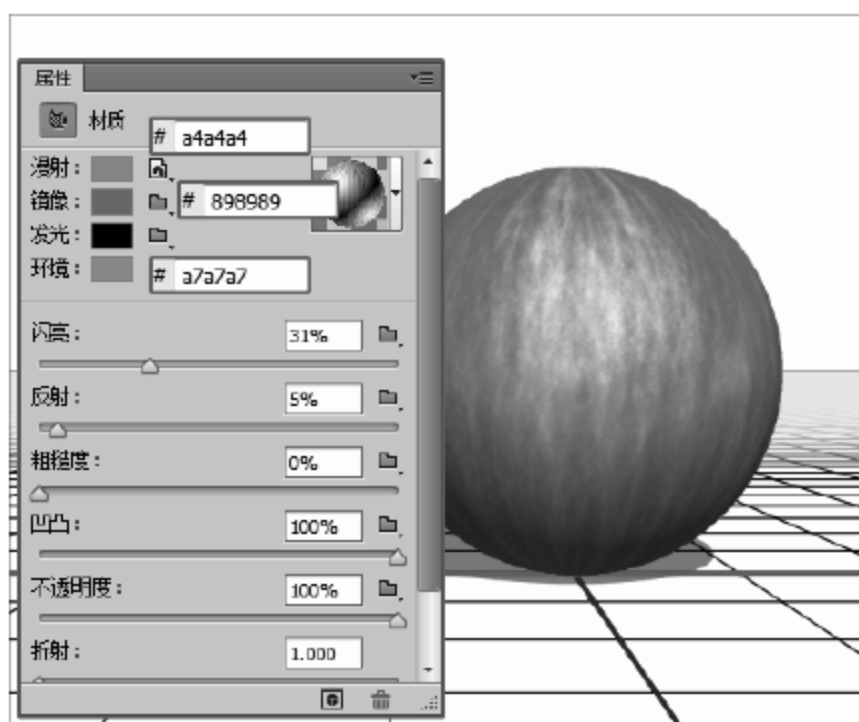 属性
材质
# a4a4a4
漫射：
镜像：
# 898989
发光：
环境：
# a7a7a7
闪亮： 31%
反射： 5%
粗糙度： 0%
凹凸： 100%
不透明度： 100%
折射： 1.000